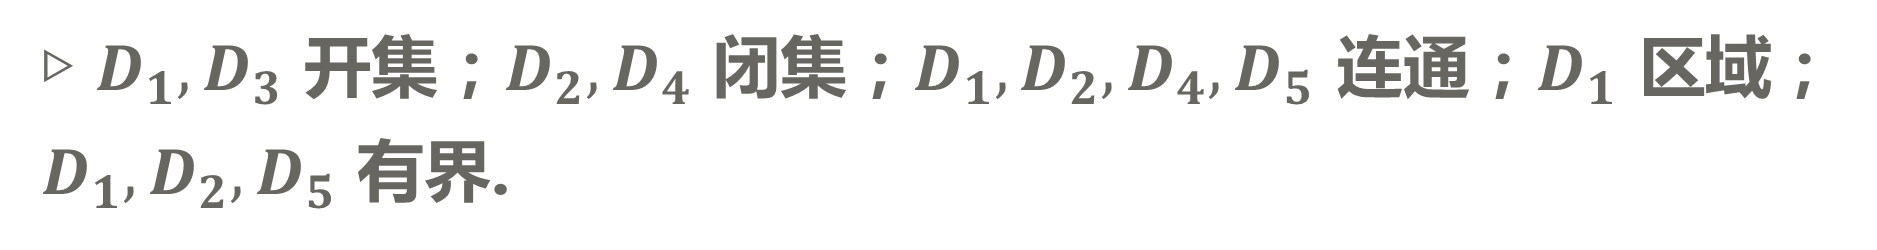 ▷ D₁, D₃ 开集；D₂, D₄ 闭集；D₁, D₂, D₄, D₅ 连通；D₁ 区域；
D₁, D₂, D₅ 有界.